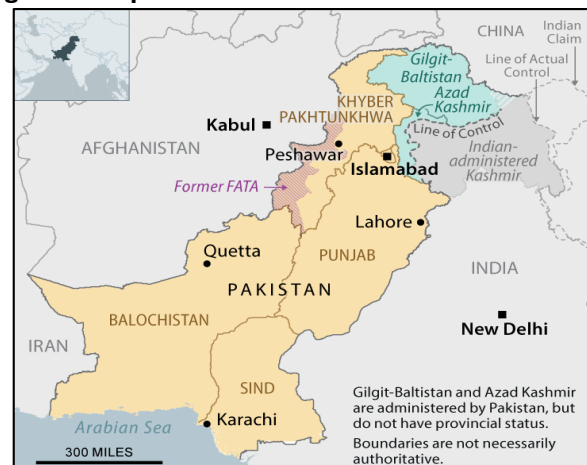 CHINA
Indian
Claim
Line of Actual
Control
Gilgit-
Baltistan
Azad
Kashmir
KHYBER
PAKHTUNKHWA
Kabul
Line of Control
AFGHANISTAN
Peshawar
Islamabad
Indian-
administered
Kashmir
Former FATA
Lahore
Quetta
PUNJAB
INDIA
PAKISTAN
BALOCHISTAN
New Delhi
IRAN
SIND
Gilgit-Baltistan and Azad Kashmir
are administered by Pakistan, but
do not have provincial status.
Boundaries are not necessarily
authoritative.
Arabian Sea
Karachi
300 MILES